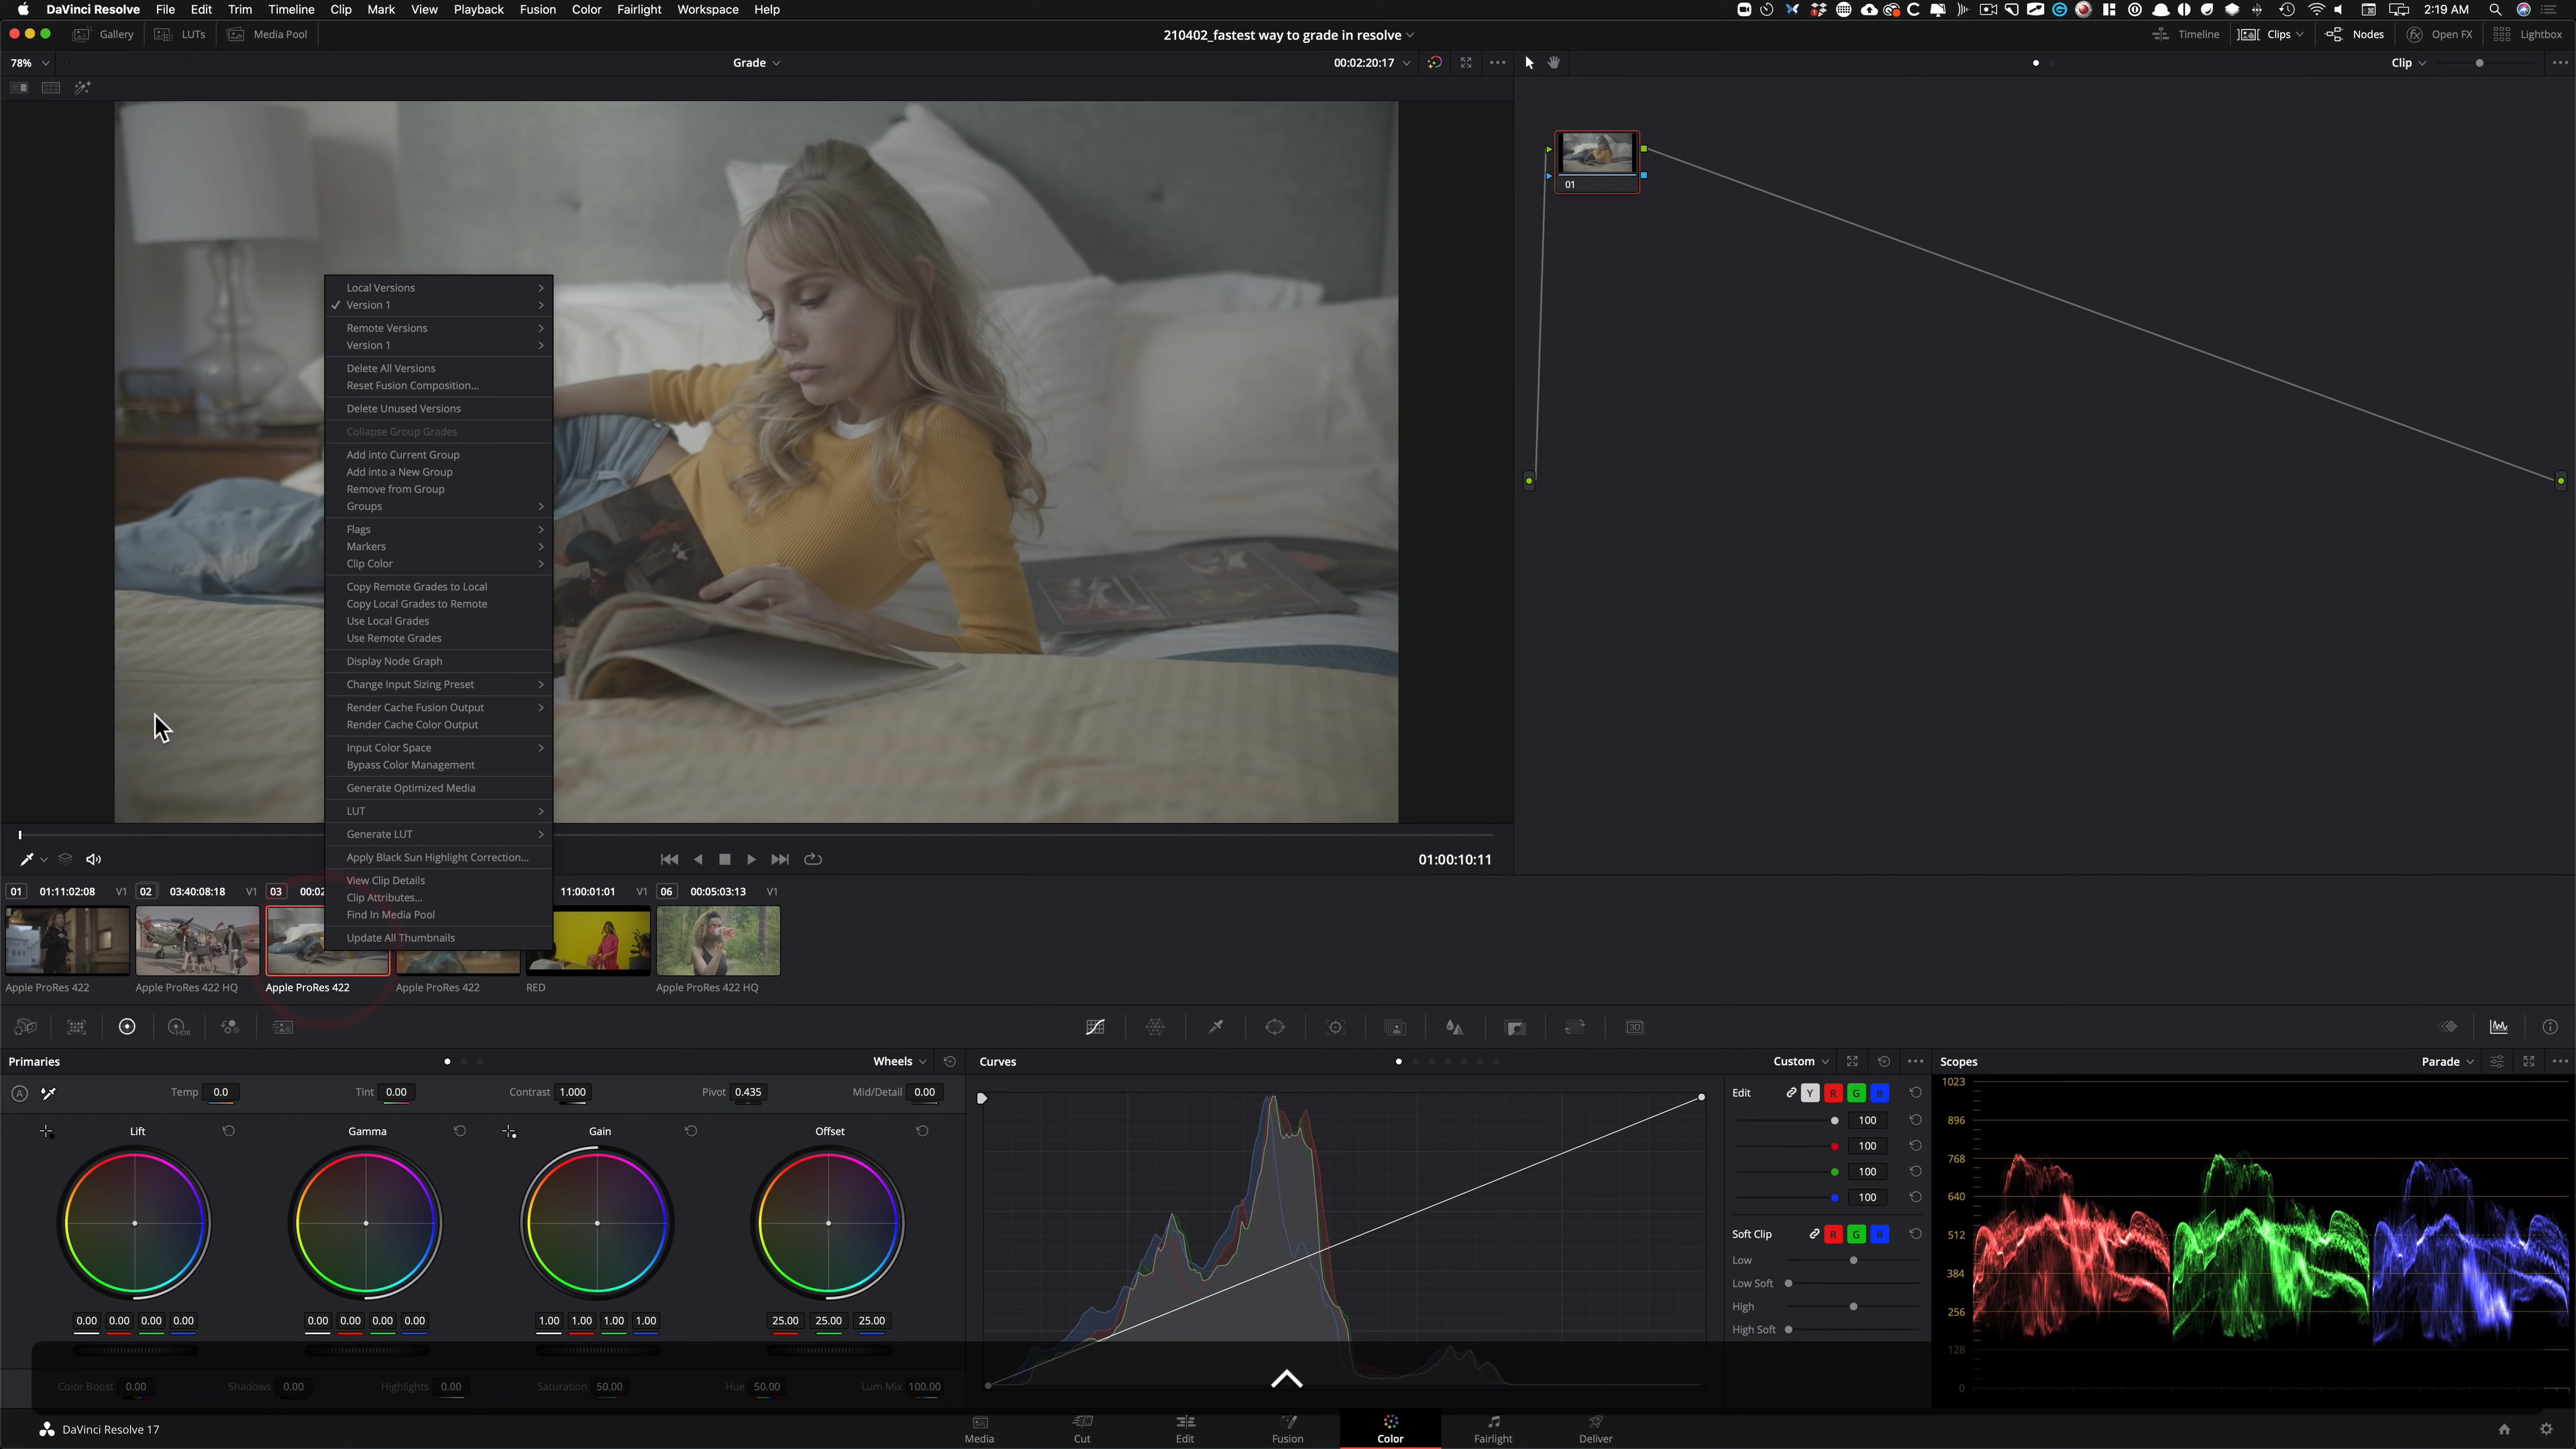 DaVinci Resolve File Edit Trim Timeline Clip Mark View Playback Fusion Color Fairlight Workspace Help 2:19 AM
Gallery LUTs Media Pool 210402_fastest way to grade in resolve Timeline Clips Nodes Open FX Lightbox
78% Grade 00:02:20:17 Clip
01
Local Versions
Version 1
Remote Versions
Version 1
Delete All Versions
Reset Fusion Composition...
Delete Unused Versions
Collapse Group Grades
Add into Current Group
Add into a New Group
Remove from Group
Groups
Flags
Markers
Clip Color
Copy Remote Grades to Local
Copy Local Grades to Remote
Use Local Grades
Use Remote Grades
Display Node Graph
Change Input Sizing Preset
Render Cache Fusion Output
Render Cache Color Output
Input Color Space
Bypass Color Management
Generate Optimized Media
LUT
Generate LUT
Apply Black Sun Highlight Correction...
View Clip Details
Clip Attributes...
Find In Media Pool
Update All Thumbnails
01:00:10:11
01 01:11:02:08 V1 02 03:40:08:18 V1 03 00:02 11:00:01:01 V1 06 00:05:03:13 V1
Apple ProRes 422 Apple ProRes 422 HQ Apple ProRes 422 Apple ProRes 422 RED Apple ProRes 422 HQ
HDR 3D
Primaries Wheels Curves Custom Scopes Parade
A Temp 0.0 Tint 0.00 Contrast 1.000 Pivot 0.435 Mid/Detail 0.00
Lift Gamma Gain Offset
0.00 0.00 0.00 0.00 0.00 0.00 0.00 0.00 1.00 1.00 1.00 1.00 25.00 25.00 25.00
Color Boost 0.00 Shadows 0.00 Highlights 0.00 Saturation 50.00 Hue 50.00 Lum Mix 100.00
Edit Y R G B
100
100
100
100
Soft Clip R G B
Low
Low Soft
High
High Soft
1023
896
768
640
512
384
256
128
0
DaVinci Resolve 17 Media Cut Edit Fusion Color Fairlight Deliver